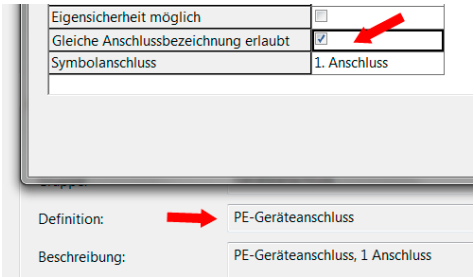 Eigensicherheit möglich
Gleiche Anschlussbezeichnung erlaubt
Symbolanschluss 1. Anschluss
Definition: PE-Geräteanschluss
Beschreibung: PE-Geräteanschluss, 1 Anschluss